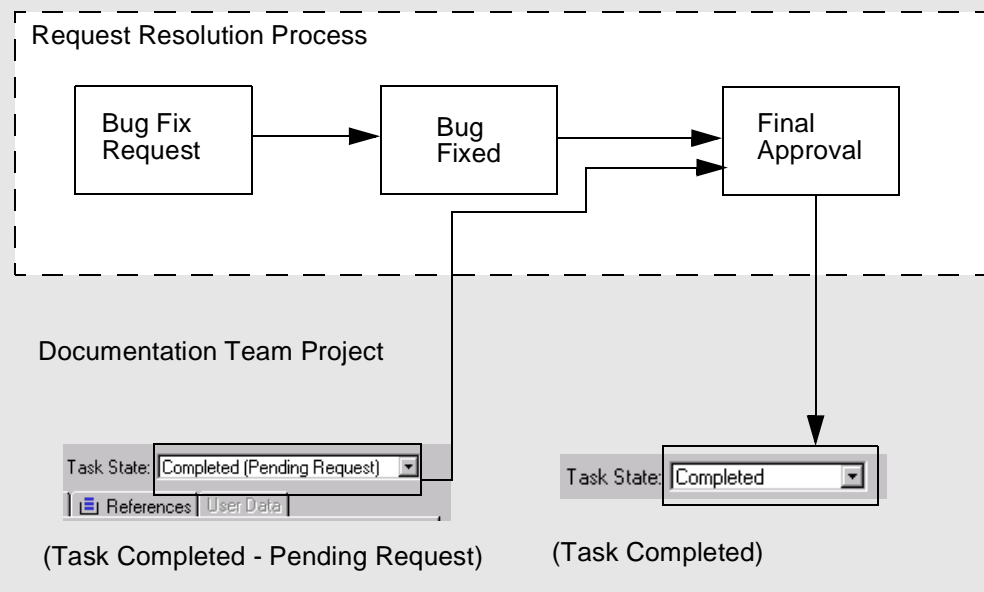 Request Resolution Process
Bug Fix
Request
Bug
Fixed
Final
Approval
Documentation Team Project
Task State: Completed (Pending Request)
References User Data
Task State: Completed
(Task Completed - Pending Request)
(Task Completed)